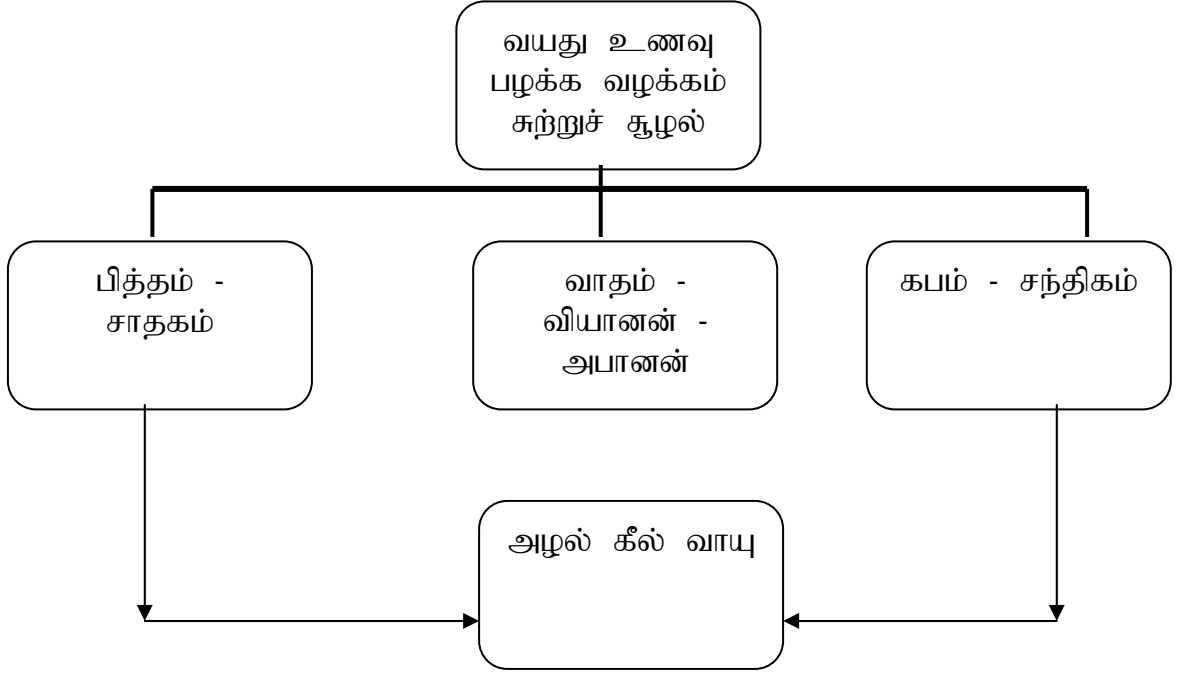 வயது உணவு
பழக்க வழக்கம்
சுற்றுச் சூழல்
பித்தம் -
சாதகம்
வாதம் -
வியானன் -
அபானன்
கபம் - சந்திகம்
அழல் கீல் வாயு